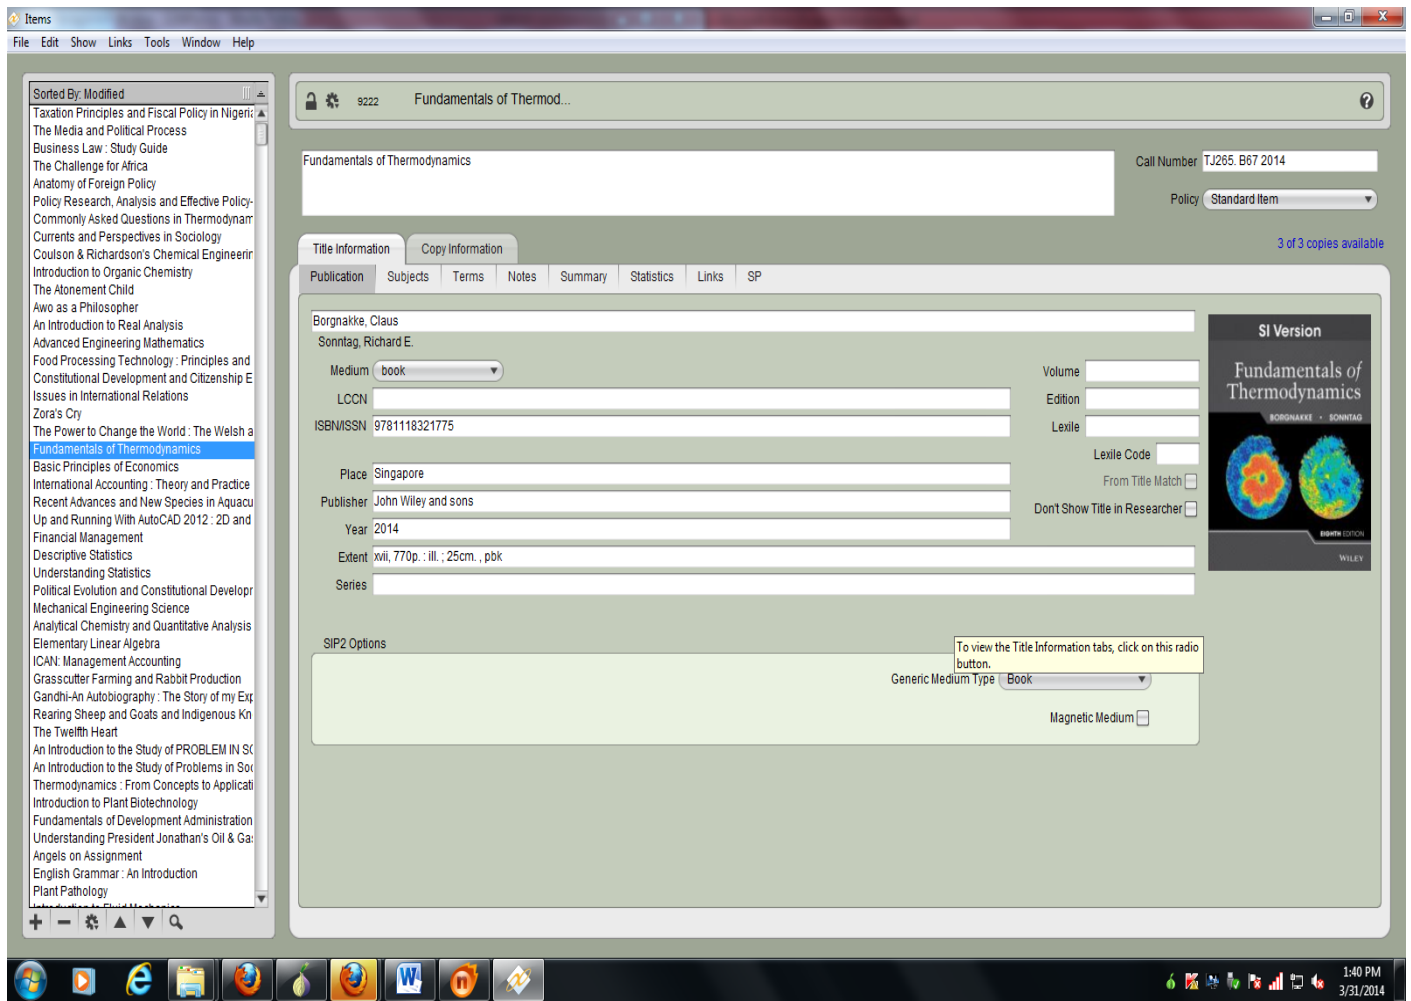 Items
File Edit Show Links Tools Window Help
Sorted By: Modified
Taxation Principles and Fiscal Policy in Nigeria
The Media and Political Process
Business Law : Study Guide
The Challenge for Africa
Anatomy of Foreign Policy
Policy Research, Analysis and Effective Policy-
Commonly Asked Questions in Thermodynam
Currents and Perspectives in Sociology
Coulson & Richardson's Chemical Engineerin
Introduction to Organic Chemistry
The Atonement Child
Awo as a Philosopher
An Introduction to Real Analysis
Advanced Engineering Mathematics
Food Processing Technology : Principles and
Constitutional Development and Citizenship E
Issues in International Relations
Zora's Cry
The Power to Change the World : The Welsh a
Fundamentals of Thermodynamics
Basic Principles of Economics
International Accounting : Theory and Practice
Recent Advances and New Species in Aquacu
Up and Running With AutoCAD 2012 : 2D and
Financial Management
Descriptive Statistics
Understanding Statistics
Political Evolution and Constitutional Developr
Mechanical Engineering Science
Analytical Chemistry and Quantitative Analysis
Elementary Linear Algebra
ICAN: Management Accounting
Grasscutter Farming and Rabbit Production
Gandhi-An Autobiography : The Story of my Exp
Rearing Sheep and Goats and Indigenous Kn
The Twelfth Heart
An Introduction to the Study of PROBLEM IN SO
An Introduction to the Study of Problems in Soc
Thermodynamics : From Concepts to Applicati
Introduction to Plant Biotechnology
Fundamentals of Development Administration
Understanding President Jonathan's Oil & Gas
Angels on Assignment
English Grammar : An Introduction
Plant Pathology
Introduction to Fluid Mechanics
9222 Fundamentals of Thermod...
Fundamentals of Thermodynamics
Call Number TJ265. B67 2014
Policy Standard Item
3 of 3 copies available
Title Information Copy Information
Publication Subjects Terms Notes Summary Statistics Links SP
Borgnakke, Claus
Sonntag, Richard E.
Medium book
LCCN
ISBN/ISSN 9781118321775
Place Singapore
Publisher John Wiley and sons
Year 2014
Extent xvii, 770p. : ill. ; 25cm. , pbk
Series
Volume
Edition
Lexile
Lexile Code
From Title Match
Don't Show Title in Researcher
SI Version
Fundamentals of
Thermodynamics
BORGNAKKE • SONNTAG
EIGHTH EDITION
WILEY
SIP2 Options
To view the Title Information tabs, click on this radio
button.
Generic Medium Type Book
Magnetic Medium
1:40 PM
3/31/2014